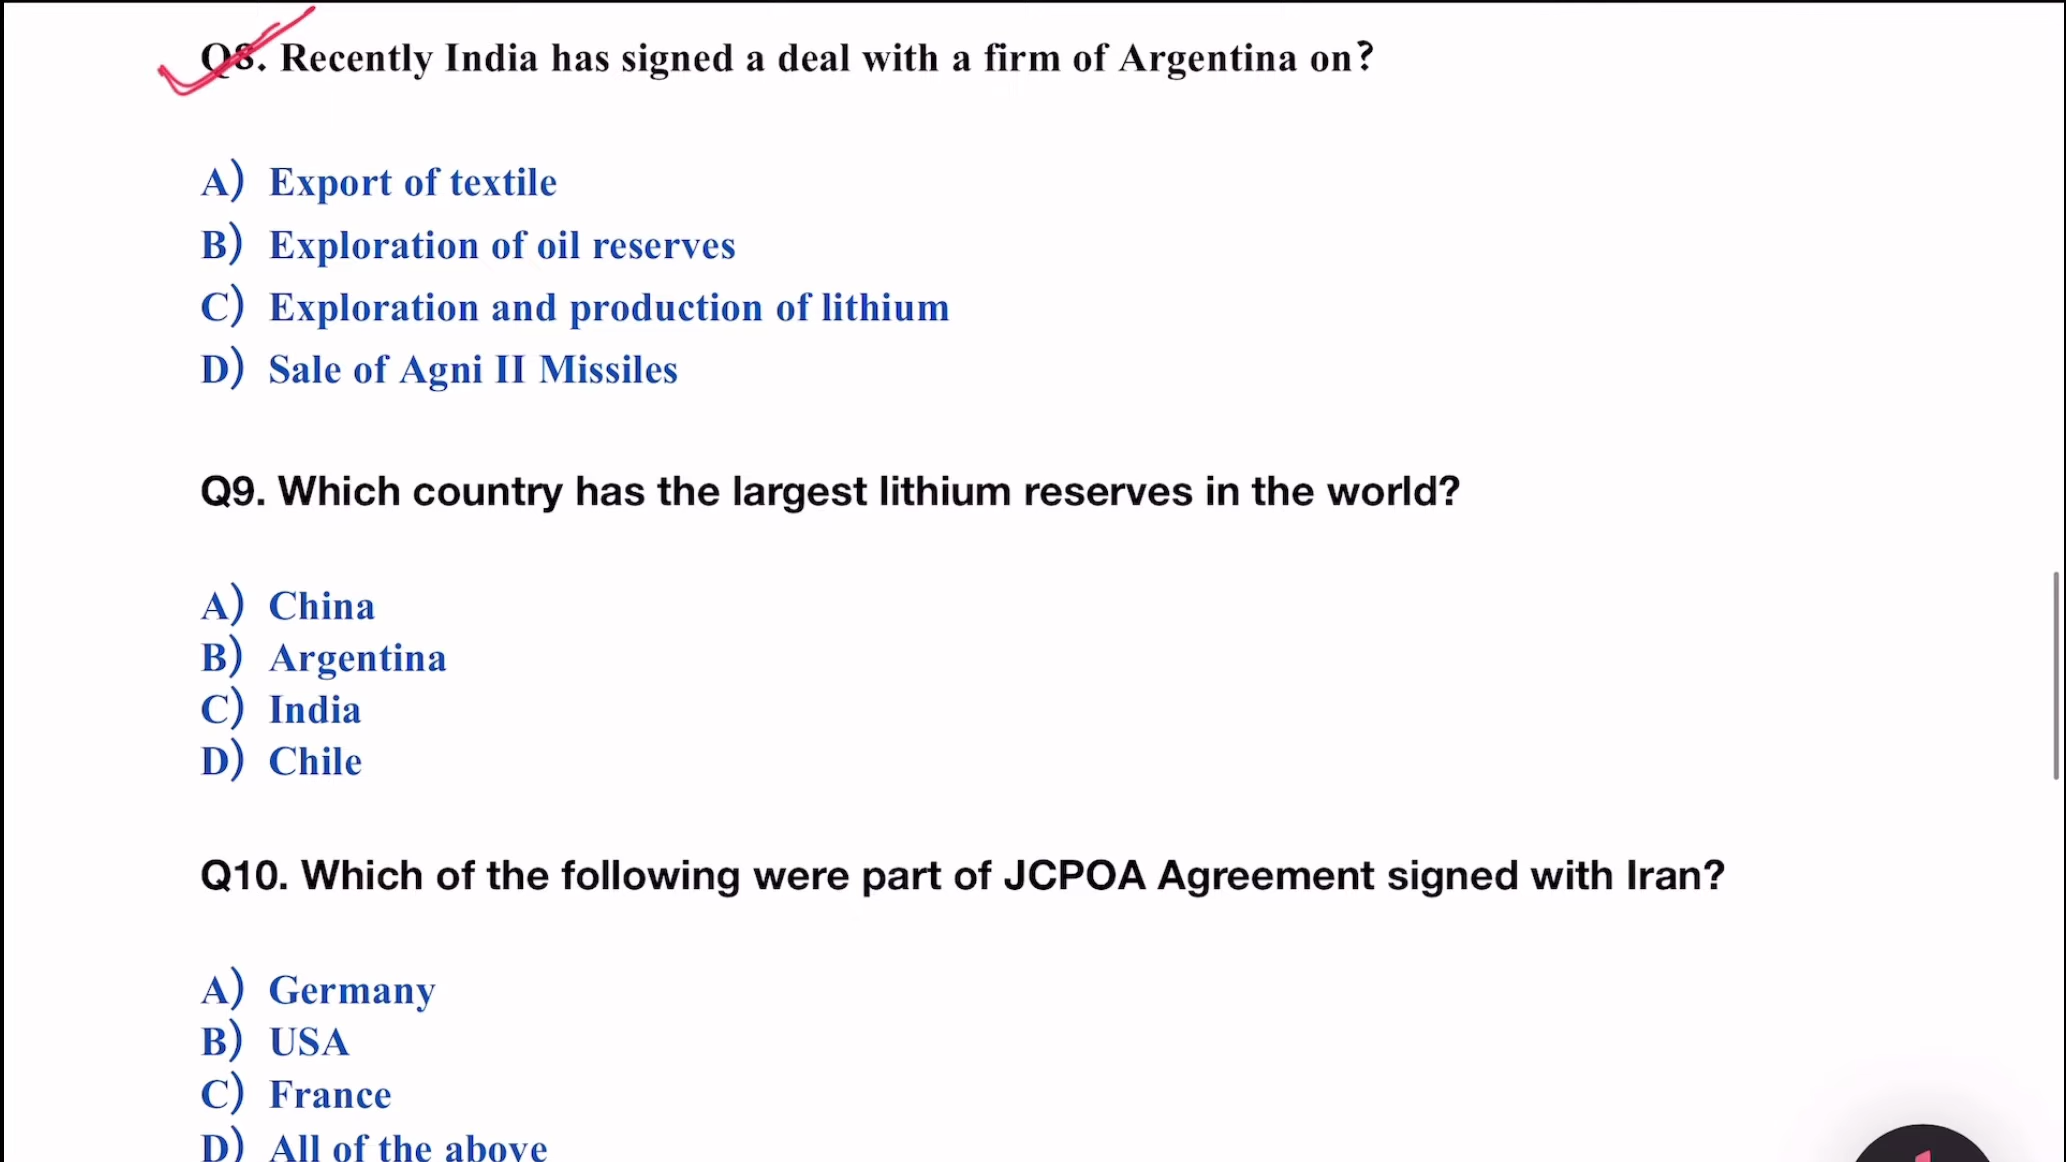 Q8. Recently India has signed a deal with a firm of Argentina on?
A) Export of textile
B) Exploration of oil reserves
C) Exploration and production of lithium
D) Sale of Agni II Missiles
Q9. Which country has the largest lithium reserves in the world?
A) China
B) Argentina
C) India
D) Chile
Q10. Which of the following were part of JCPOA Agreement signed with Iran?
A) Germany
B) USA
C) France
D) All of the above